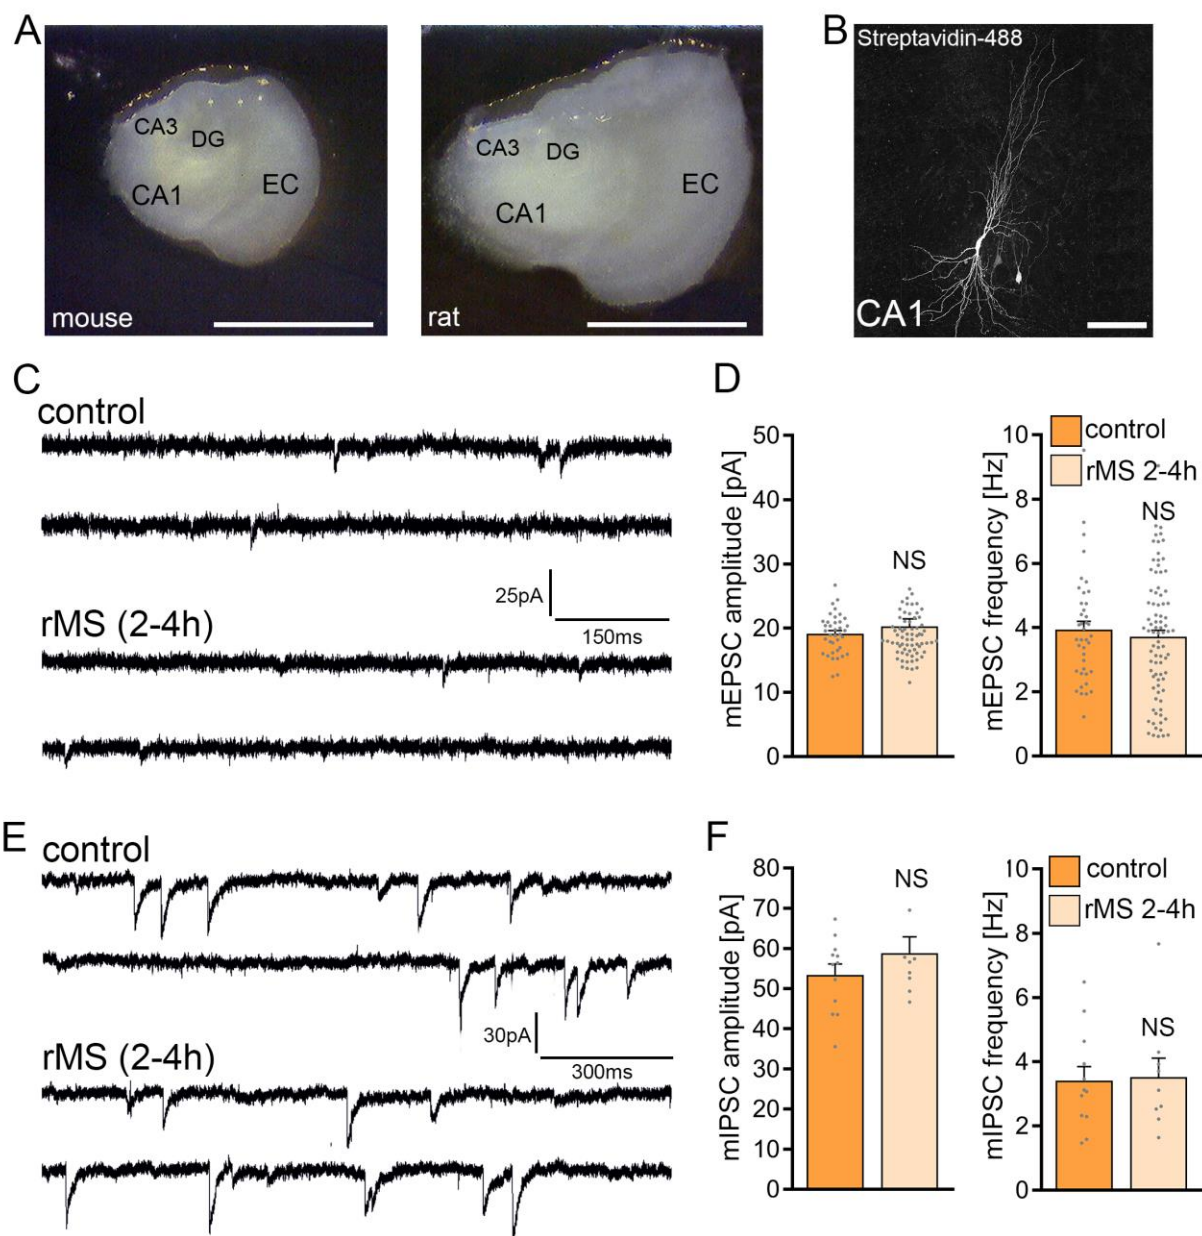 A
CA3
DG
CA1
EC
mouse
CA3
DG
CA1
EC
rat
B
Streptavidin-488
CA1
C
control
25pA
150ms
rMS (2-4h)
D
50
40
30
20
10
0
mEPSC amplitude [pA]
NS
10
8
6
4
2
0
mEPSC frequency [Hz]
control
rMS 2-4h
NS
E
control
30pA
300ms
rMS (2-4h)
F
80
70
60
50
40
30
20
10
0
mIPSC amplitude [pA]
NS
10
8
6
4
2
0
mIPSC frequency [Hz]
control
rMS 2-4h
NS